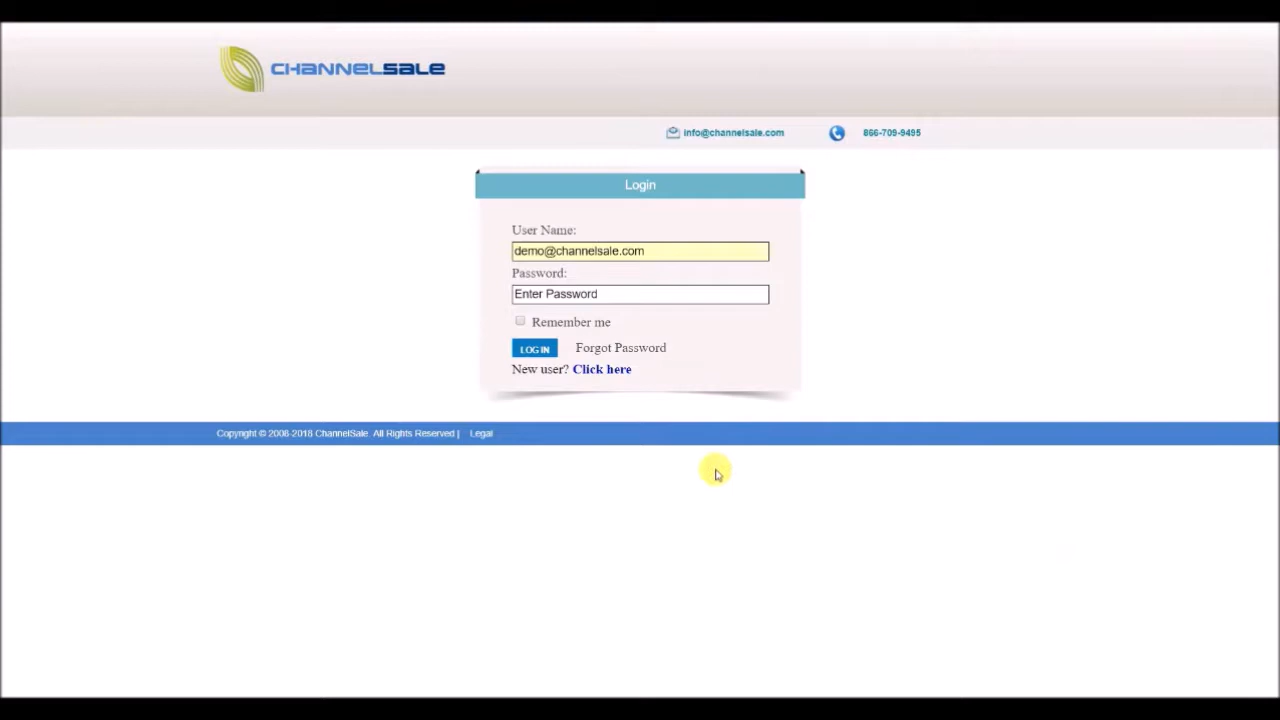 CHANNELSALE
info@channelsale.com 866-709-9495
Login
User Name:
demo@channelsale.com
Password:
Enter Password
Remember me
LOG IN Forgot Password
New user? Click here
Copyright © 2008-2018 ChannelSale All Rights Reserved | Legal